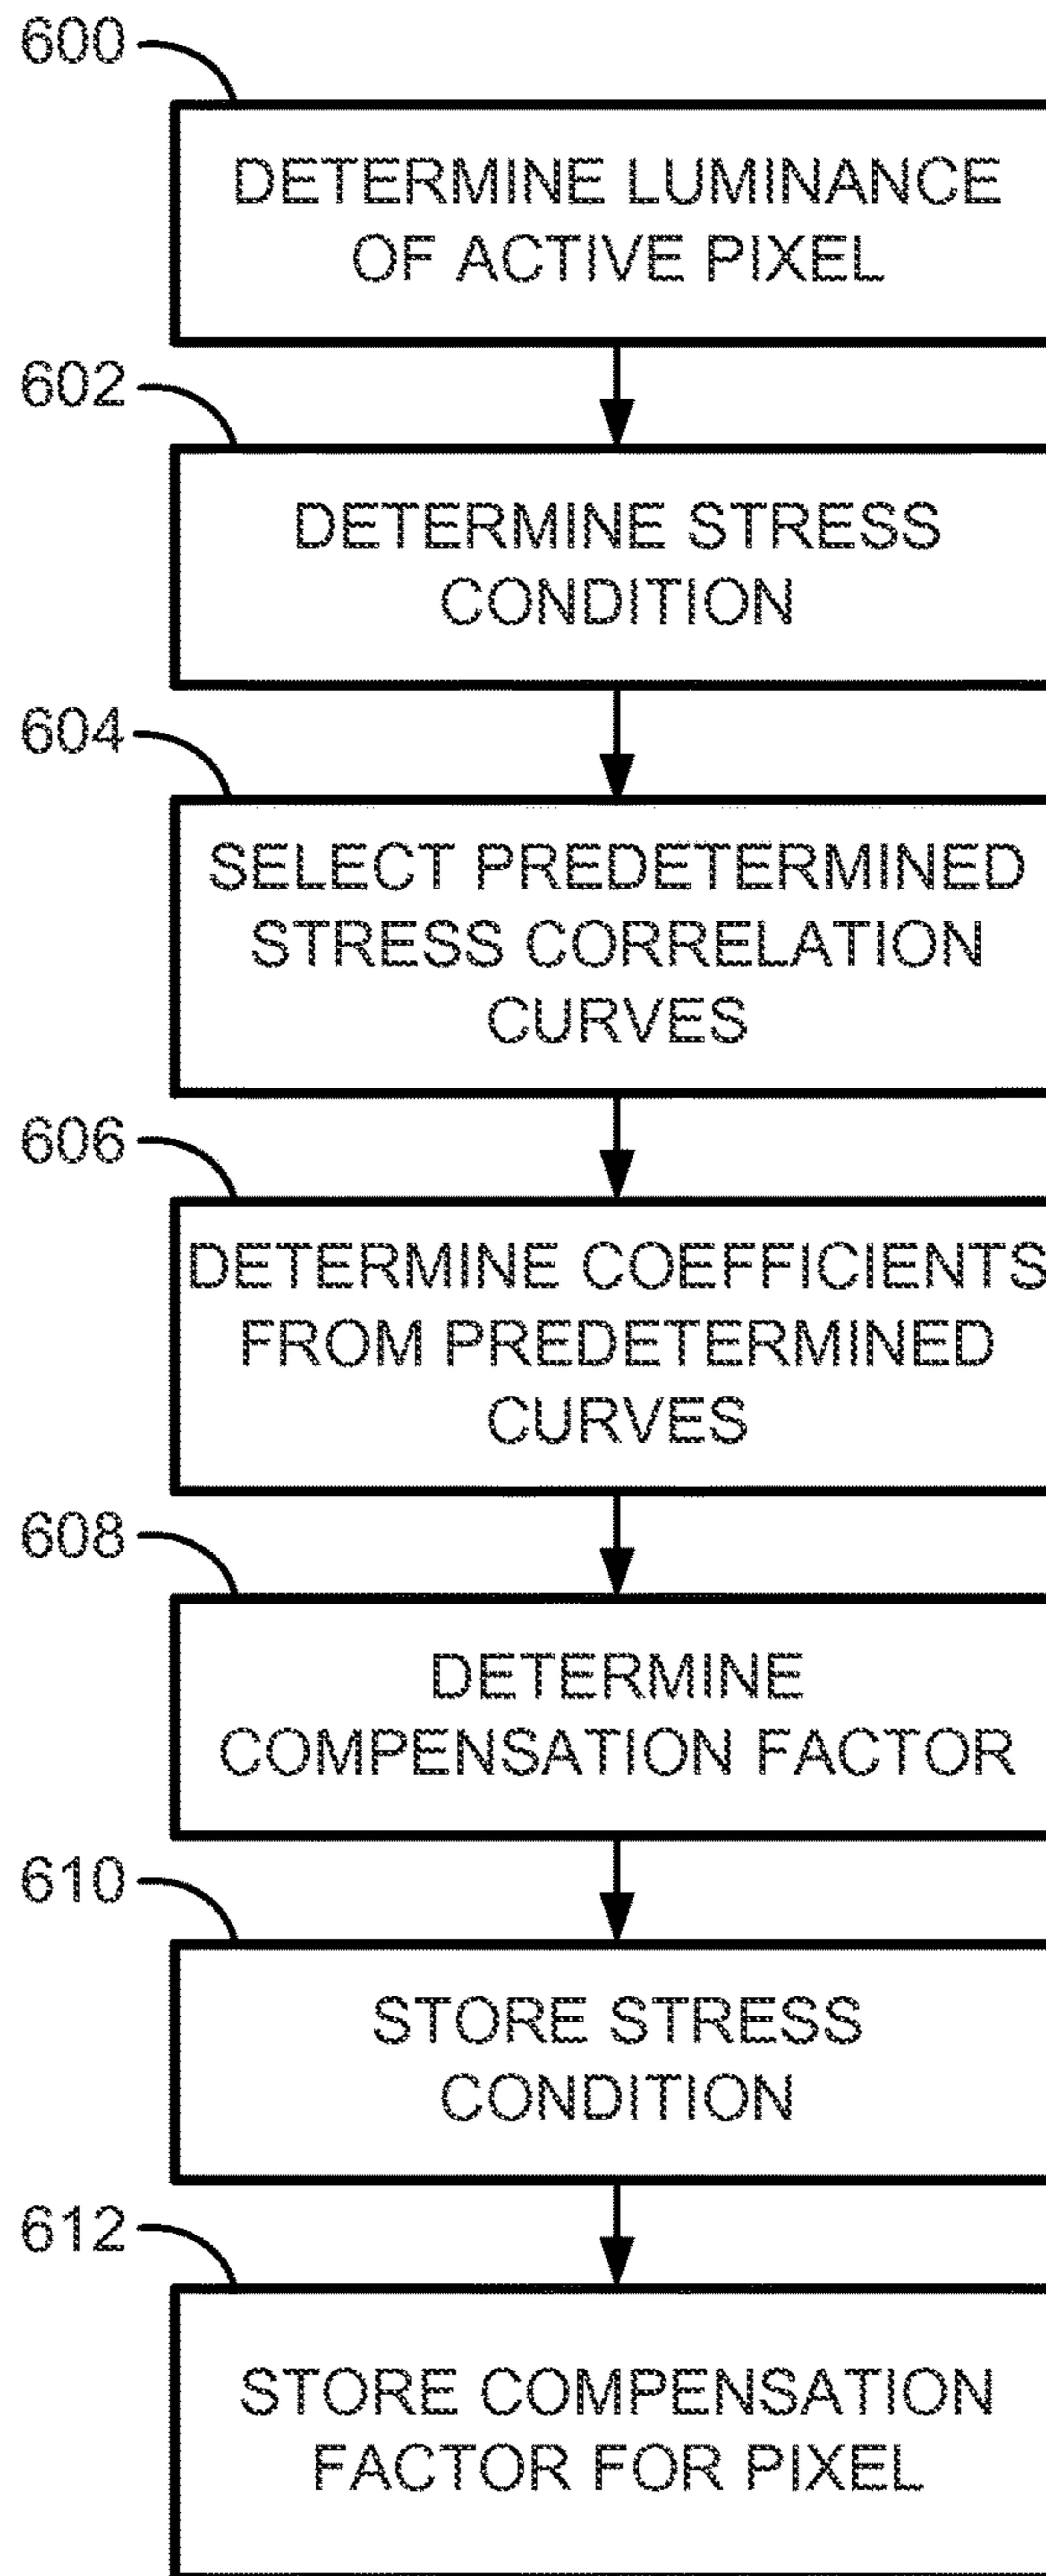 600
DETERMINE LUMINANCE
OF ACTIVE PIXEL
602
DETERMINE STRESS
CONDITION
604
SELECT PREDETERMINED
STRESS CORRELATION
CURVES
606
DETERMINE COEFFICIENTS
FROM PREDETERMINED
CURVES
608
DETERMINE
COMPENSATION FACTOR
610
STORE STRESS
CONDITION
612
STORE COMPENSATION
FACTOR FOR PIXEL